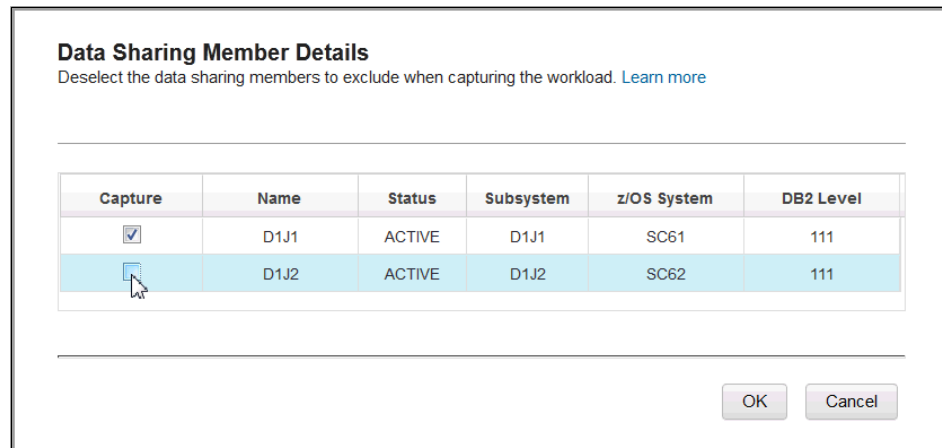 Data Sharing Member Details
Deselect the data sharing members to exclude when capturing the workload. Learn more
Capture Name Status Subsystem z/OS System DB2 Level
D1J1 ACTIVE D1J1 SC61 111
D1J2 ACTIVE D1J2 SC62 111
OK Cancel